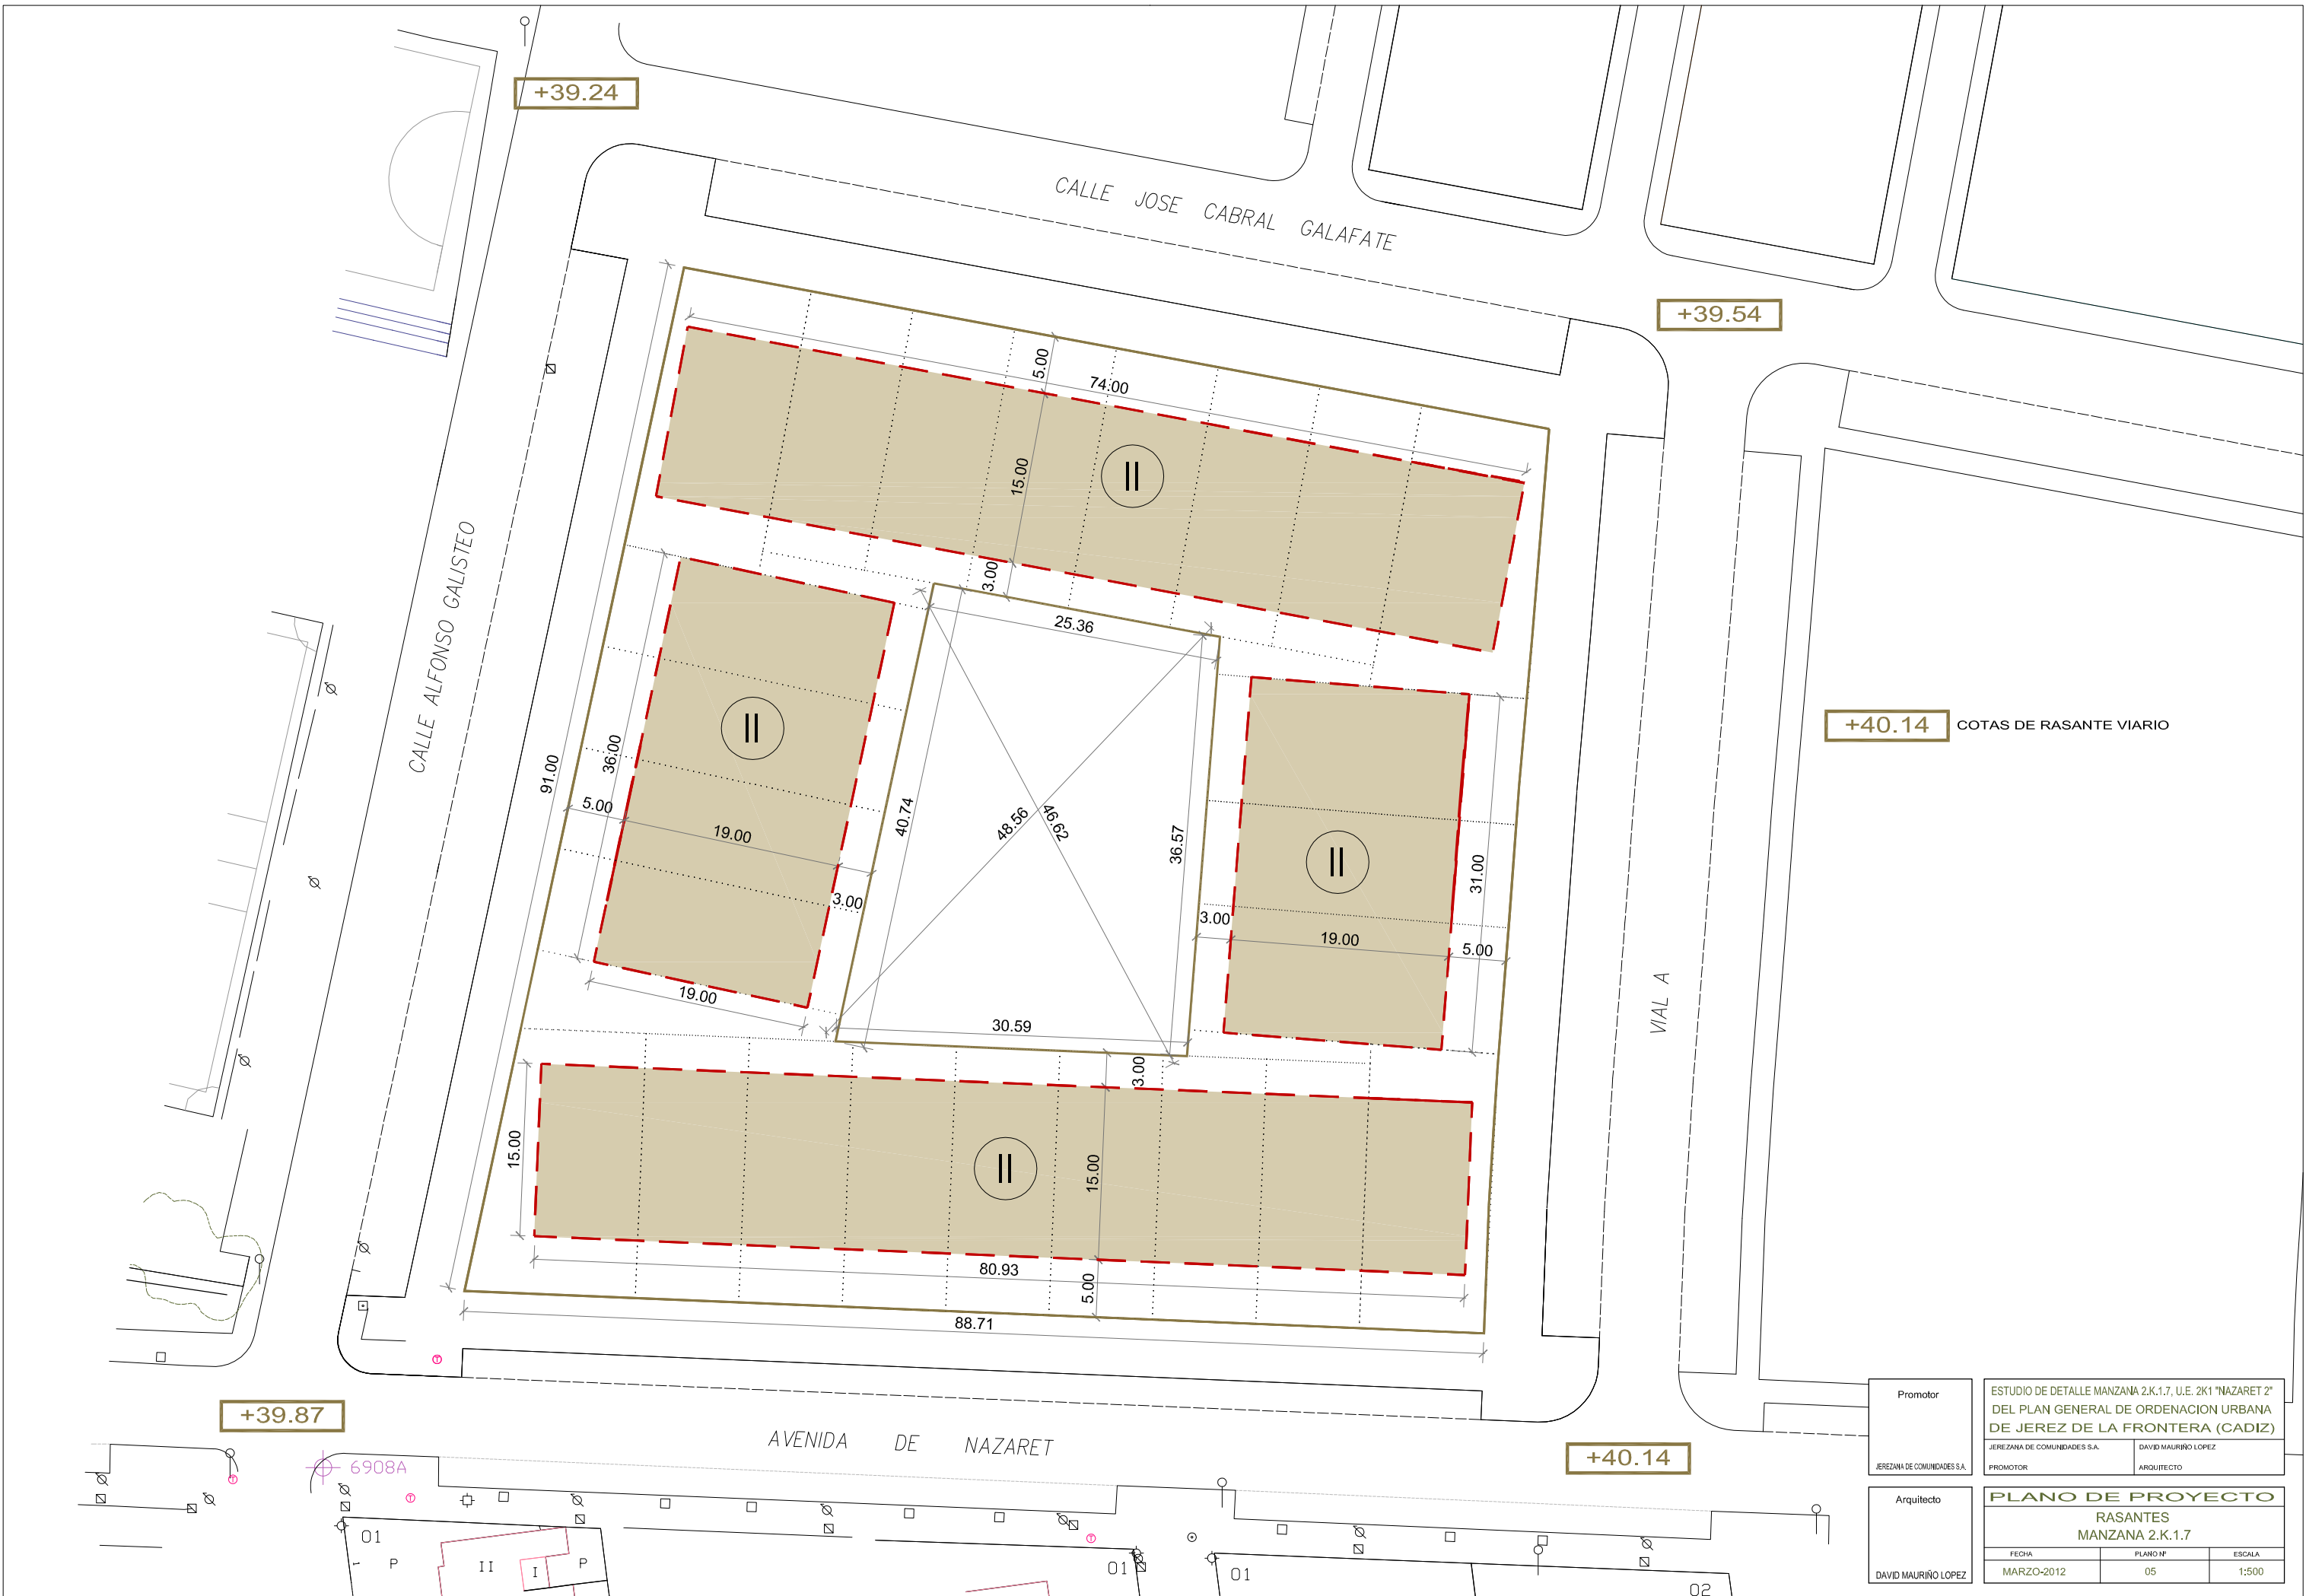 +39.24
CALLE JOSE CABRAL GALAFATE
+39.54
5.00
74.00
15.00
II
3.00
25.36
CALLE ALFONSO GALISTEO
91.00
36.00
II
5.00
19.00
3.00
19.00
40.74
48.56
46.62
36.57
30.59
II
31.00
3.00
19.00
5.00
VIAL A
+40.14 COTAS DE RASANTE VIARIO
3.00
15.00
15.00
II
80.93
5.00
88.71
+39.87
AVENIDA DE NAZARET
+40.14
6908A
01
P
II
I
P
01
01
02
Promotor
JEREZANA DE COMUNIDADES S.A.
ESTUDIO DE DETALLE MANZANA 2.K.1.7, U.E. 2K1 "NAZARET 2"
DEL PLAN GENERAL DE ORDENACION URBANA
DE JEREZ DE LA FRONTERA (CADIZ)
JEREZANA DE COMUNIDADES S.A. DAVID MAURIÑO LOPEZ
PROMOTOR ARQUITECTO
Arquitecto
DAVID MAURIÑO LOPEZ
PLANO DE PROYECTO
RASANTES
MANZANA 2.K.1.7
FECHA PLANO Nº ESCALA
MARZO-2012 05 1:500